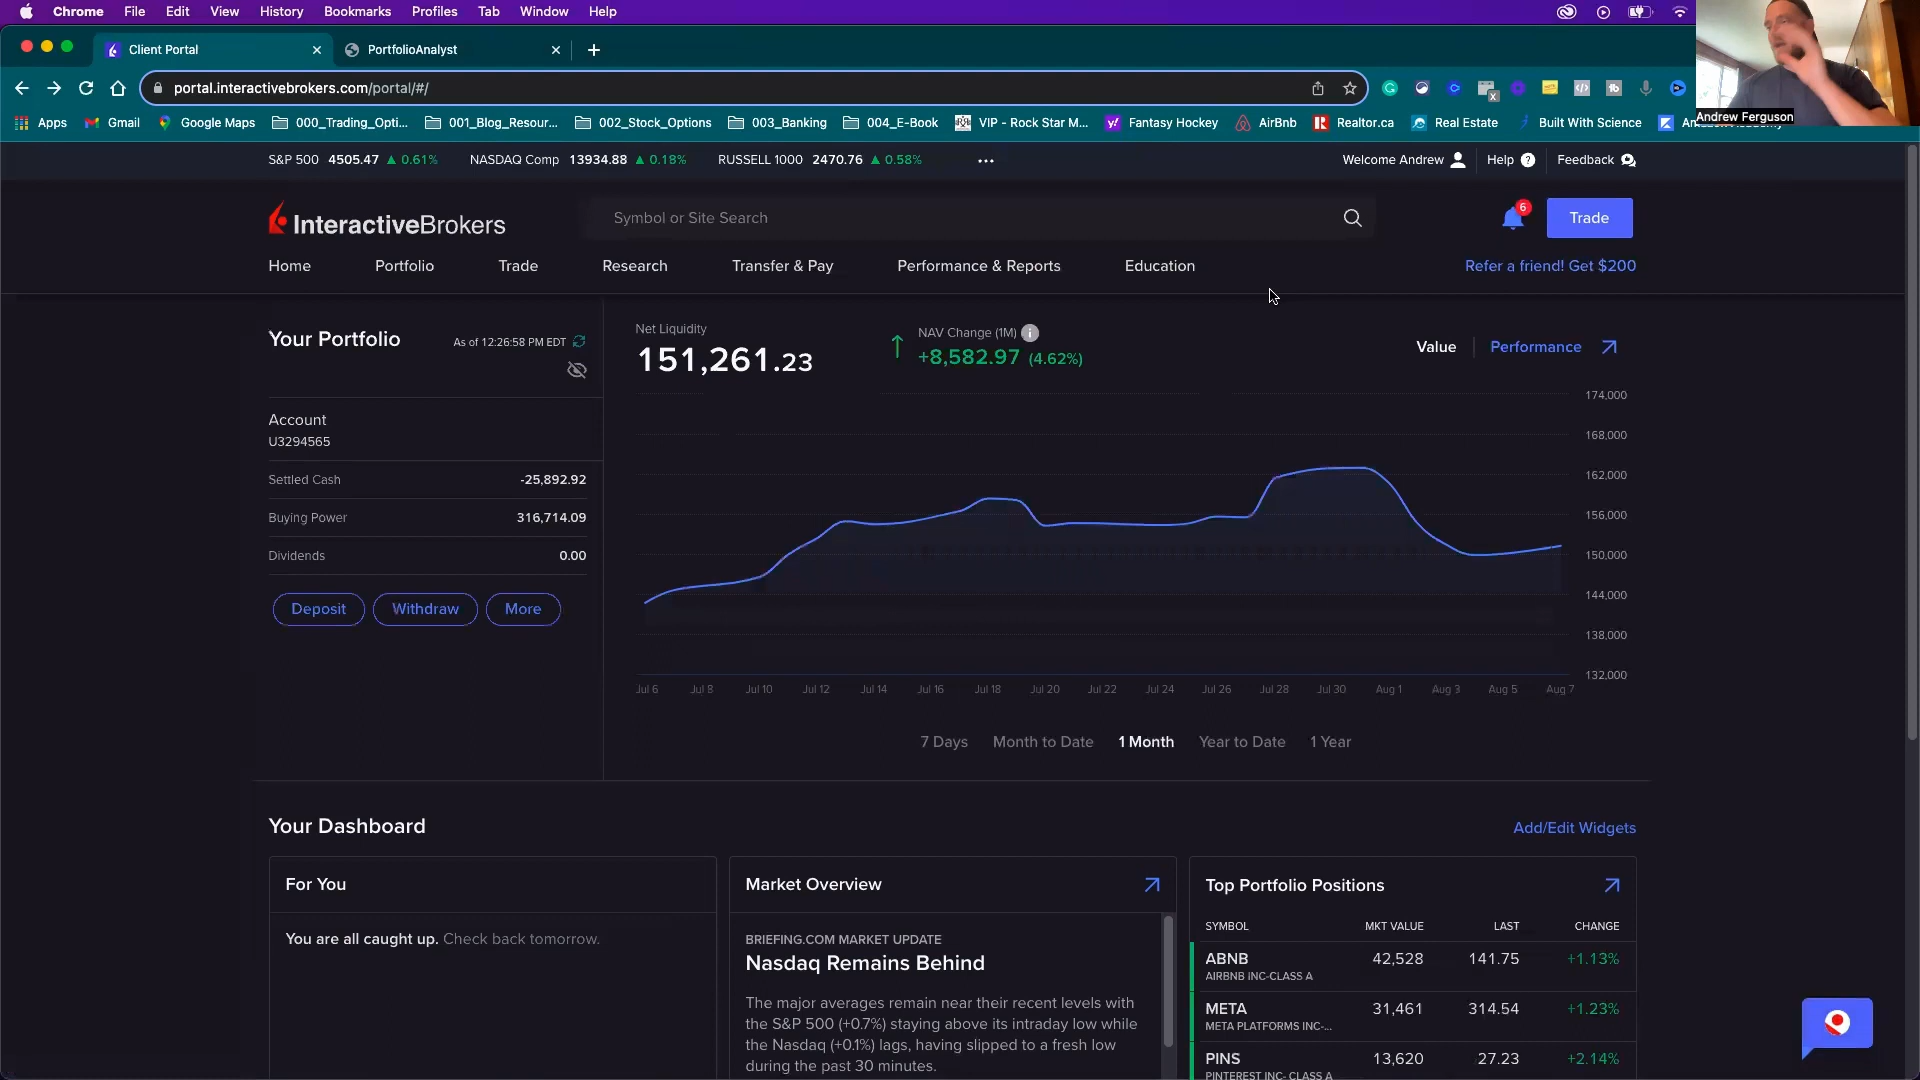 Chrome File Edit View History Bookmarks Profiles Tab Window Help
Client Portal
PortfolioAnalyst
portal.interactivebrokers.com/portal/#/
Apps Gmail Google Maps 000_Trading_Opti... 001_Blog_Resour... 002_Stock_Options 003_Banking 004_E-Book VIP - Rock Star M... Fantasy Hockey AirBnb Realtor.ca Real Estate Built With Science
Andrew Ferguson
S&P 500 4505.47 ▲ 0.61% NASDAQ Comp 13934.88 ▲ 0.18% RUSSELL 1000 2470.76 ▲ 0.58% ••• Welcome Andrew Help ? Feedback
InteractiveBrokers
Symbol or Site Search
6
Trade
Home Portfolio Trade Research Transfer & Pay Performance & Reports Education Refer a friend! Get $200
Your Portfolio
As of 12:26:58 PM EDT
Account
U3294565
Settled Cash -25,892.92
Buying Power 316,714.09
Dividends 0.00
Deposit Withdraw More
Net Liquidity
151,261.23
NAV Change (1M) i
+8,582.97 (4.62%)
Value Performance
174,000
168,000
162,000
156,000
150,000
144,000
138,000
132,000
Jul 6 Jul 8 Jul 10 Jul 12 Jul 14 Jul 16 Jul 18 Jul 20 Jul 22 Jul 24 Jul 26 Jul 28 Jul 30 Aug 1 Aug 3 Aug 5 Aug 7
7 Days Month to Date 1 Month Year to Date 1 Year
Your Dashboard
Add/Edit Widgets
For You
You are all caught up. Check back tomorrow.
Market Overview
BRIEFING.COM MARKET UPDATE
Nasdaq Remains Behind
The major averages remain near their recent levels with
the S&P 500 (+0.7%) staying above its intraday low while
the Nasdaq (+0.1%) lags, having slipped to a fresh low
during the past 30 minutes.
Top Portfolio Positions
SYMBOL MKT VALUE LAST CHANGE
ABNB 42,528 141.75 +1.13%
AIRBNB INC-CLASS A
META 31,461 314.54 +1.23%
META PLATFORMS INC-...
PINS 13,620 27.23 +2.14%
PINTEREST INC- CLASS A